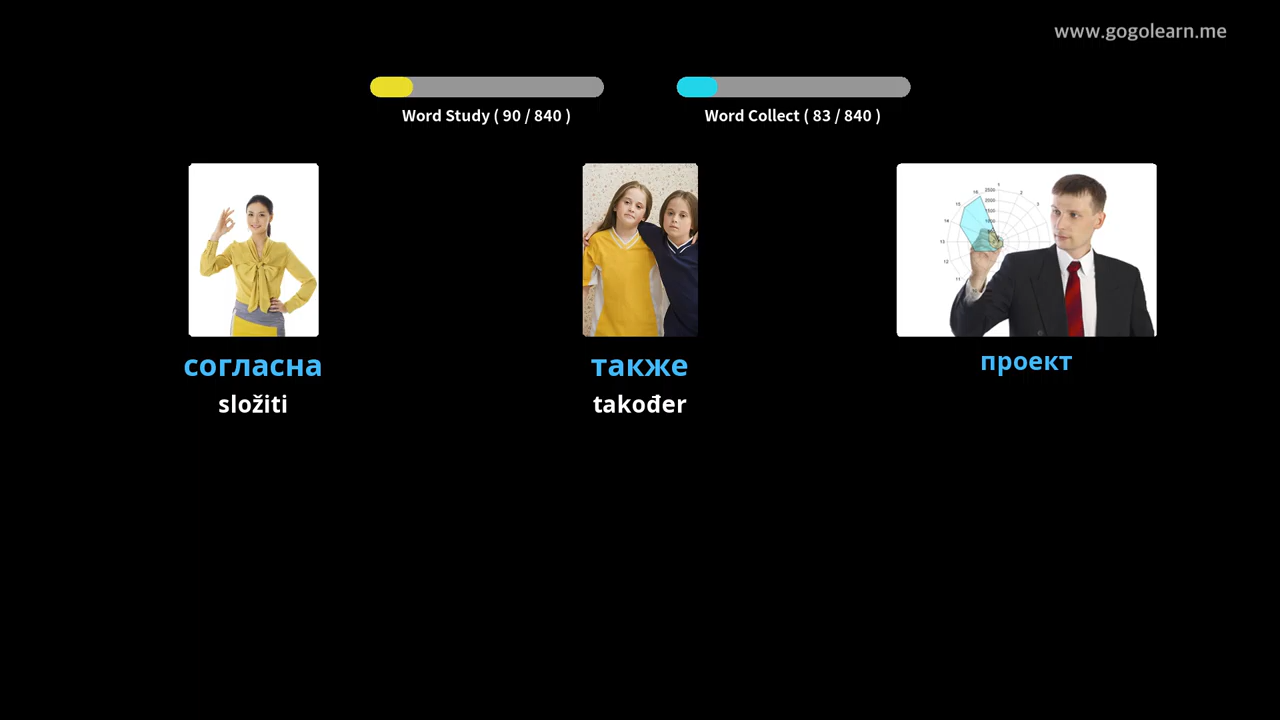 www.gogolearn.me
Word Study ( 90 / 840 )
Word Collect ( 83 / 840 )
согласна
složiti
также
također
проект